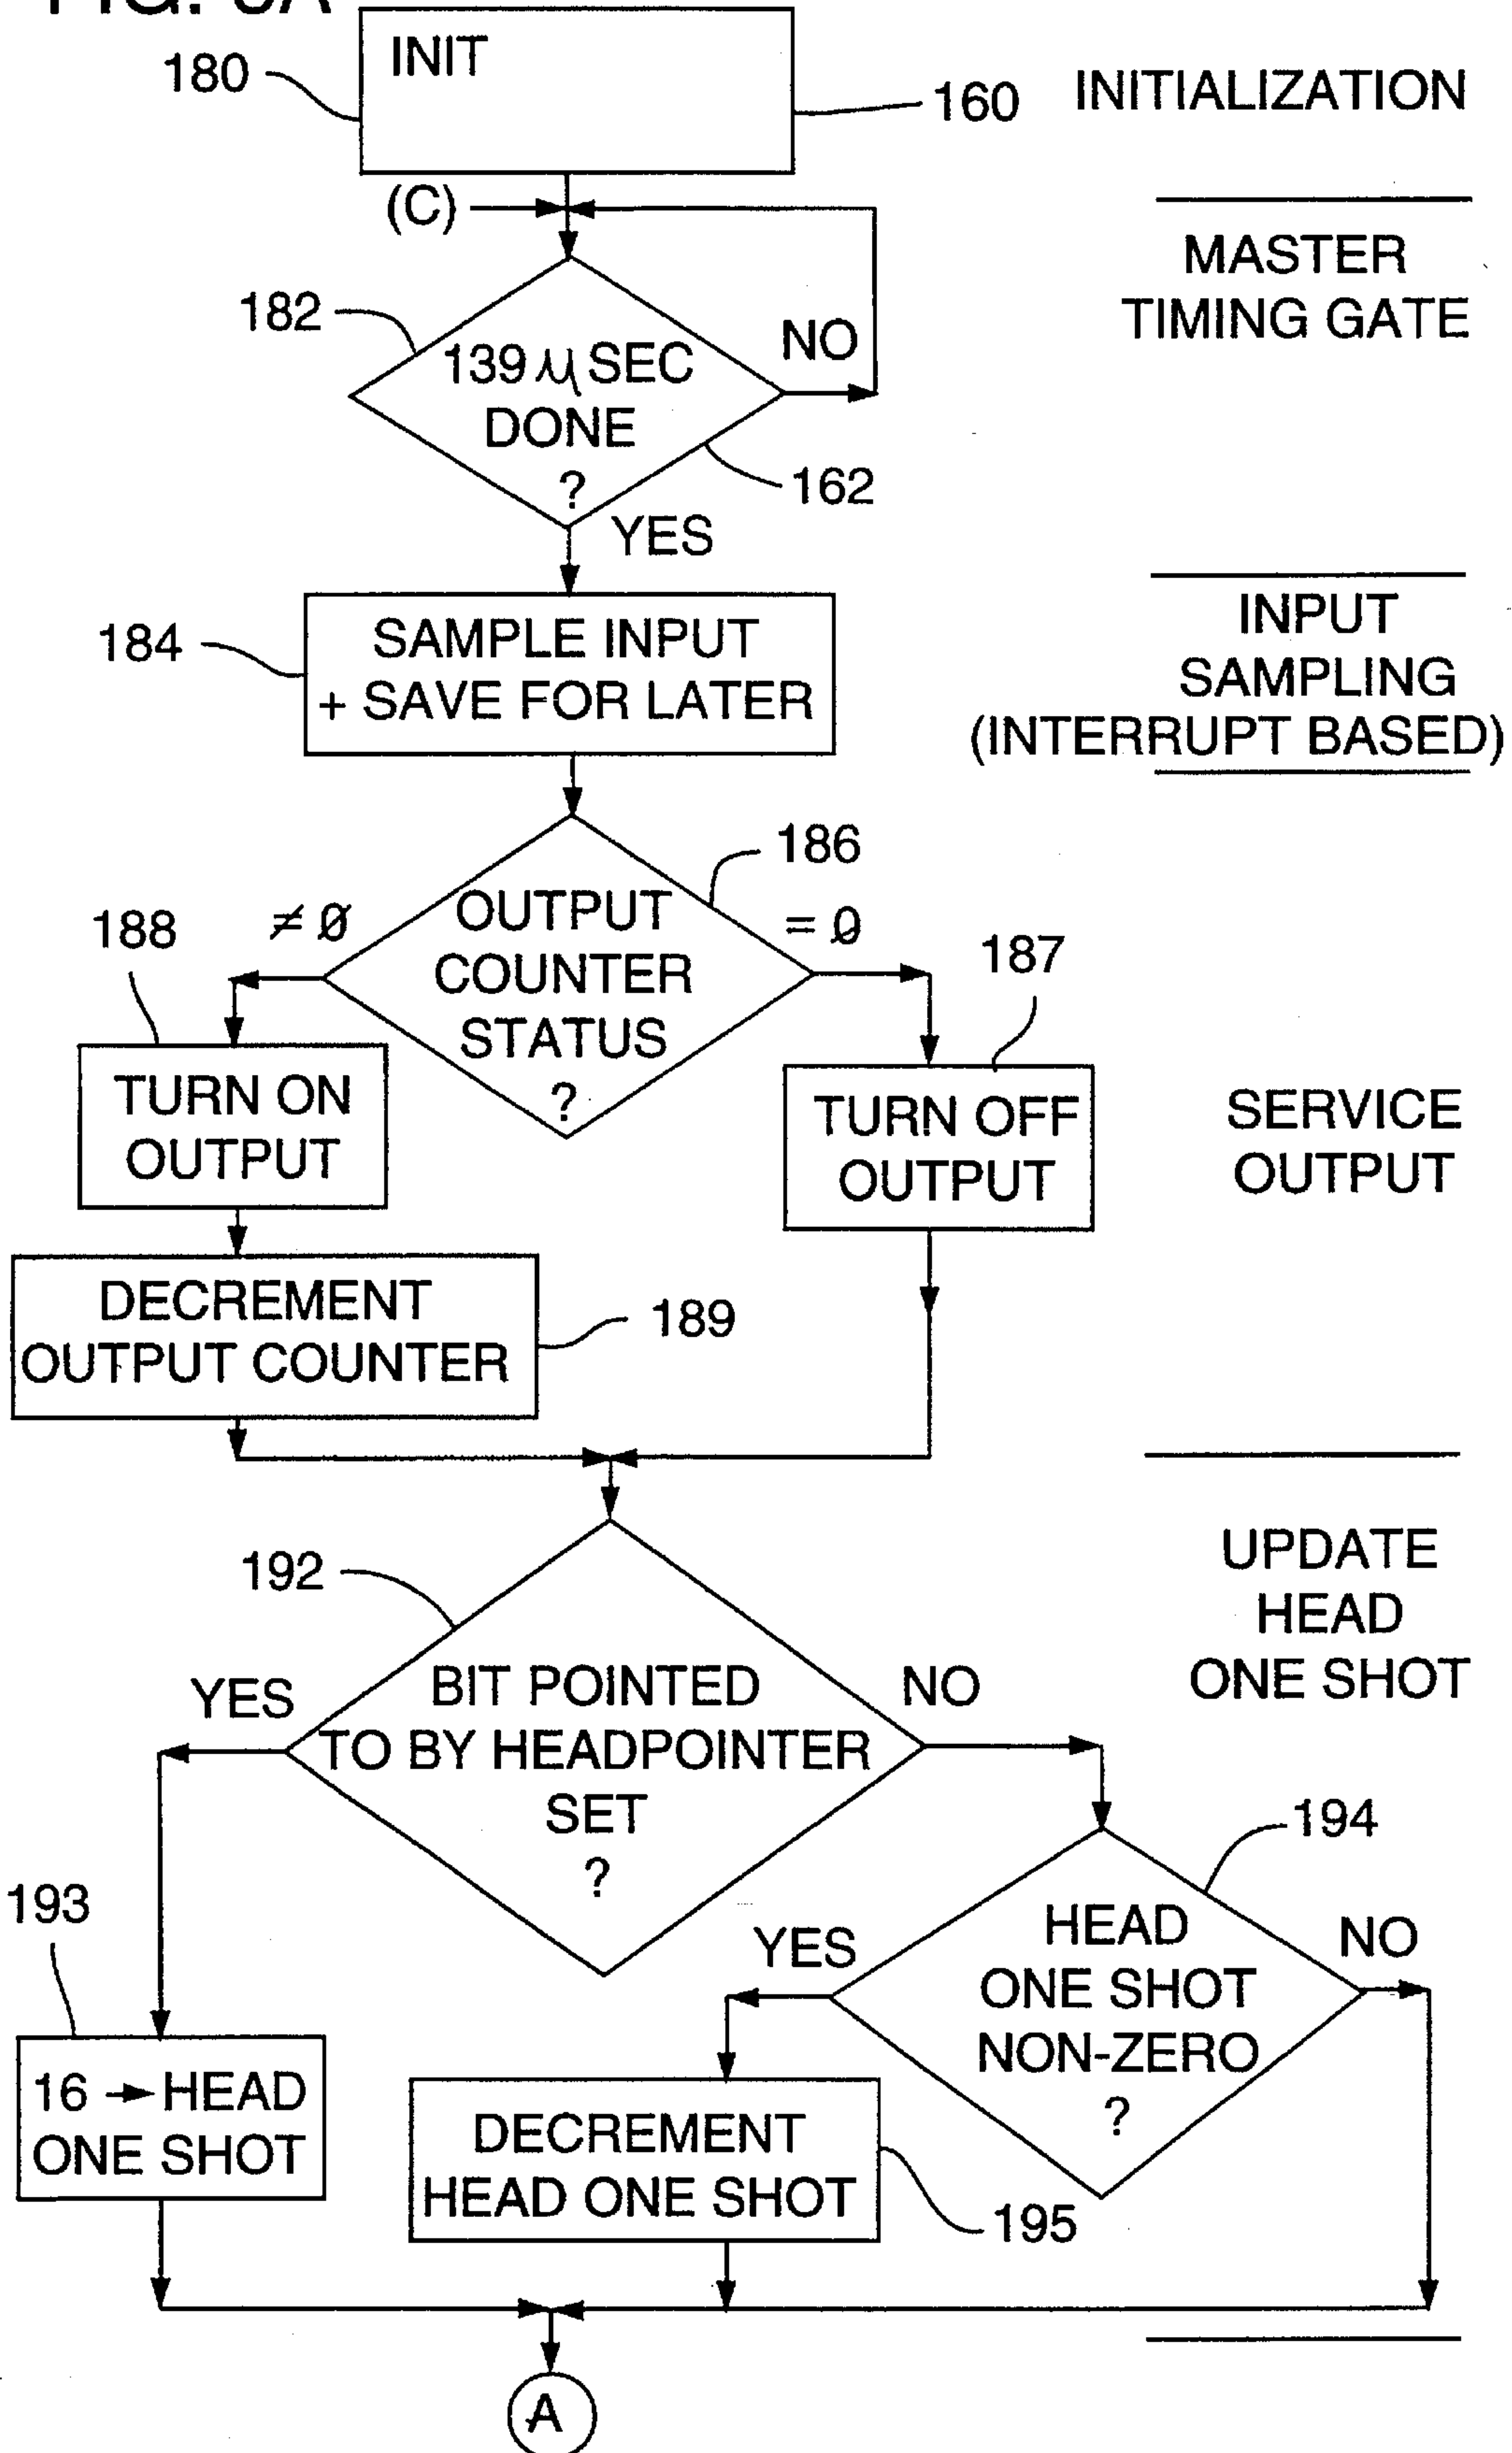 180
INIT
160
INITIALIZATION
(C)
MASTER
TIMING GATE
182
139 μ SEC
DONE
?
NO
162
YES
184
SAMPLE INPUT
+ SAVE FOR LATER
INPUT
SAMPLING
(INTERRUPT BASED)
186
188
≠ 0
OUTPUT
COUNTER
STATUS
?
= 0
187
TURN ON
OUTPUT
TURN OFF
OUTPUT
SERVICE
OUTPUT
DECREMENT
OUTPUT COUNTER
189
192
UPDATE
HEAD
ONE SHOT
YES
BIT POINTED
TO BY HEADPOINTER
SET
?
NO
194
193
YES
HEAD
ONE SHOT
NON-ZERO
?
NO
16 → HEAD
ONE SHOT
DECREMENT
HEAD ONE SHOT
195
A